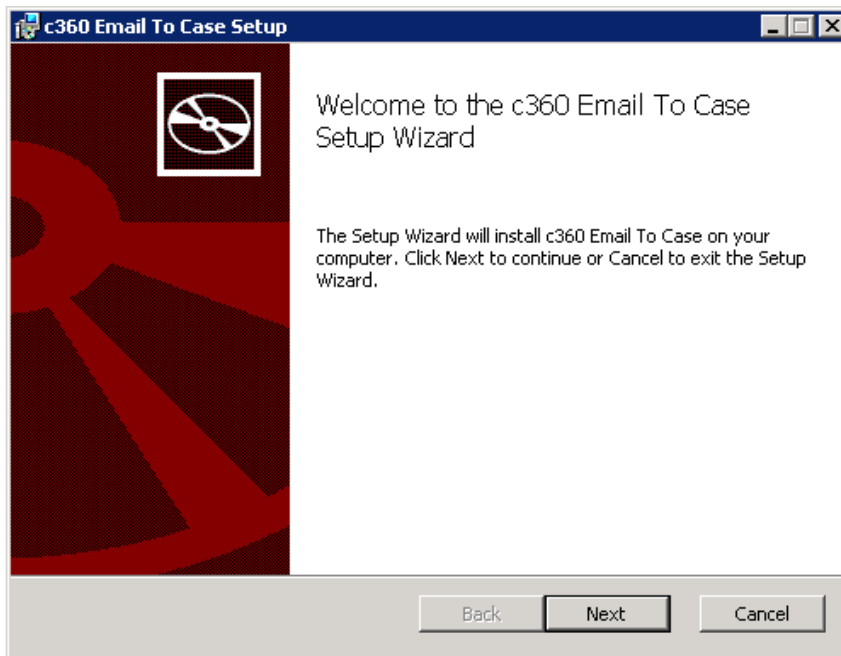 c360 Email To Case Setup
Welcome to the c360 Email To Case
Setup Wizard
The Setup Wizard will install c360 Email To Case on your
computer. Click Next to continue or Cancel to exit the Setup
Wizard.
Back Next Cancel